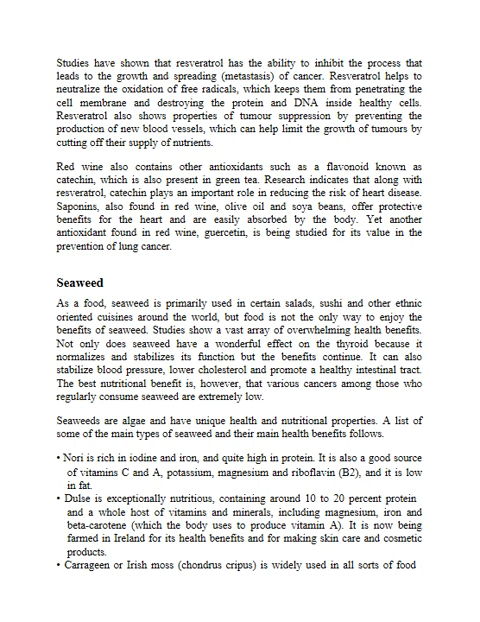 Studies have shown that resveratrol has the ability to inhibit the process that
leads to the growth and spreading (metastasis) of cancer. Resveratrol helps to
neutralize the oxidation of free radicals, which keeps them from penetrating the
cell membrane and destroying the protein and DNA inside healthy cells.
Resveratrol also shows properties of tumour suppression by preventing the
production of new blood vessels, which can help limit the growth of tumours by
cutting off their supply of nutrients.
Red wine also contains other antioxidants such as a flavonoid known as
catechin, which is also present in green tea. Research indicates that along with
resveratrol, catechin plays an important role in reducing the risk of heart disease.
Saponins, also found in red wine, olive oil and soya beans, offer protective
benefits for the heart and are easily absorbed by the body. Yet another
antioxidant found in red wine, guercetin, is being studied for its value in the
prevention of lung cancer.
Seaweed
As a food, seaweed is primarily used in certain salads, sushi and other ethnic
oriented cuisines around the world, but food is not the only way to enjoy the
benefits of seaweed. Studies show a vast array of overwhelming health benefits.
Not only does seaweed have a wonderful effect on the thyroid because it
normalizes and stabilizes its function but the benefits continue. It can also
stabilize blood pressure, lower cholesterol and promote a healthy intestinal tract.
The best nutritional benefit is, however, that various cancers among those who
regularly consume seaweed are extremely low.
Seaweeds are algae and have unique health and nutritional properties. A list of
some of the main types of seaweed and their main health benefits follows.
• Nori is rich in iodine and iron, and quite high in protein. It is also a good source
of vitamins C and A, potassium, magnesium and riboflavin (B2), and it is low
in fat.
• Dulse is exceptionally nutritious, containing around 10 to 20 percent protein
and a whole host of vitamins and minerals, including magnesium, iron and
beta-carotene (which the body uses to produce vitamin A). It is now being
farmed in Ireland for its health benefits and for making skin care and cosmetic
products.
• Carrageen or Irish moss (chondrus cripus) is widely used in all sorts of food